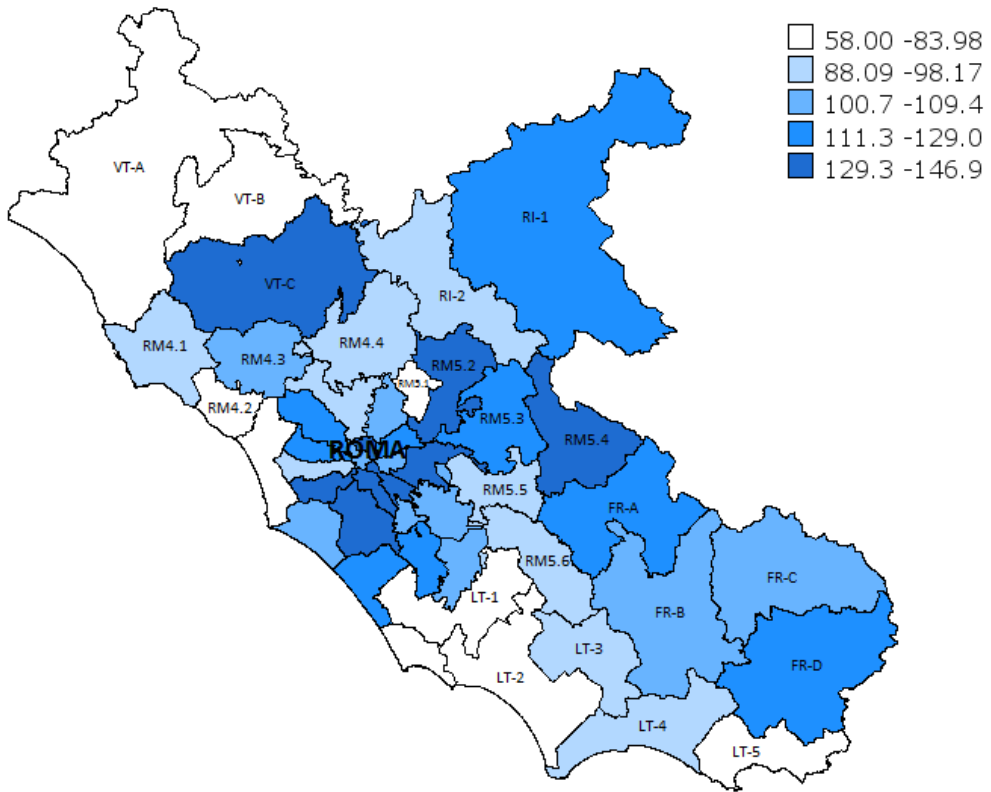 58.00 -83.98
88.09 -98.17
100.7 -109.4
111.3 -129.0
129.3 -146.9
VT-A
VT-B
RI-1
VT-C
RI-2
RM4.1
RM4.3
RM4.4
RM5.2
RM5.1
RM4.2
RM5.3
ROMA
RM5.4
RM5.5
FR-A
RM5.6
FR-C
LT-1
FR-B
LT-3
FR-D
LT-2
LT-4
LT-5